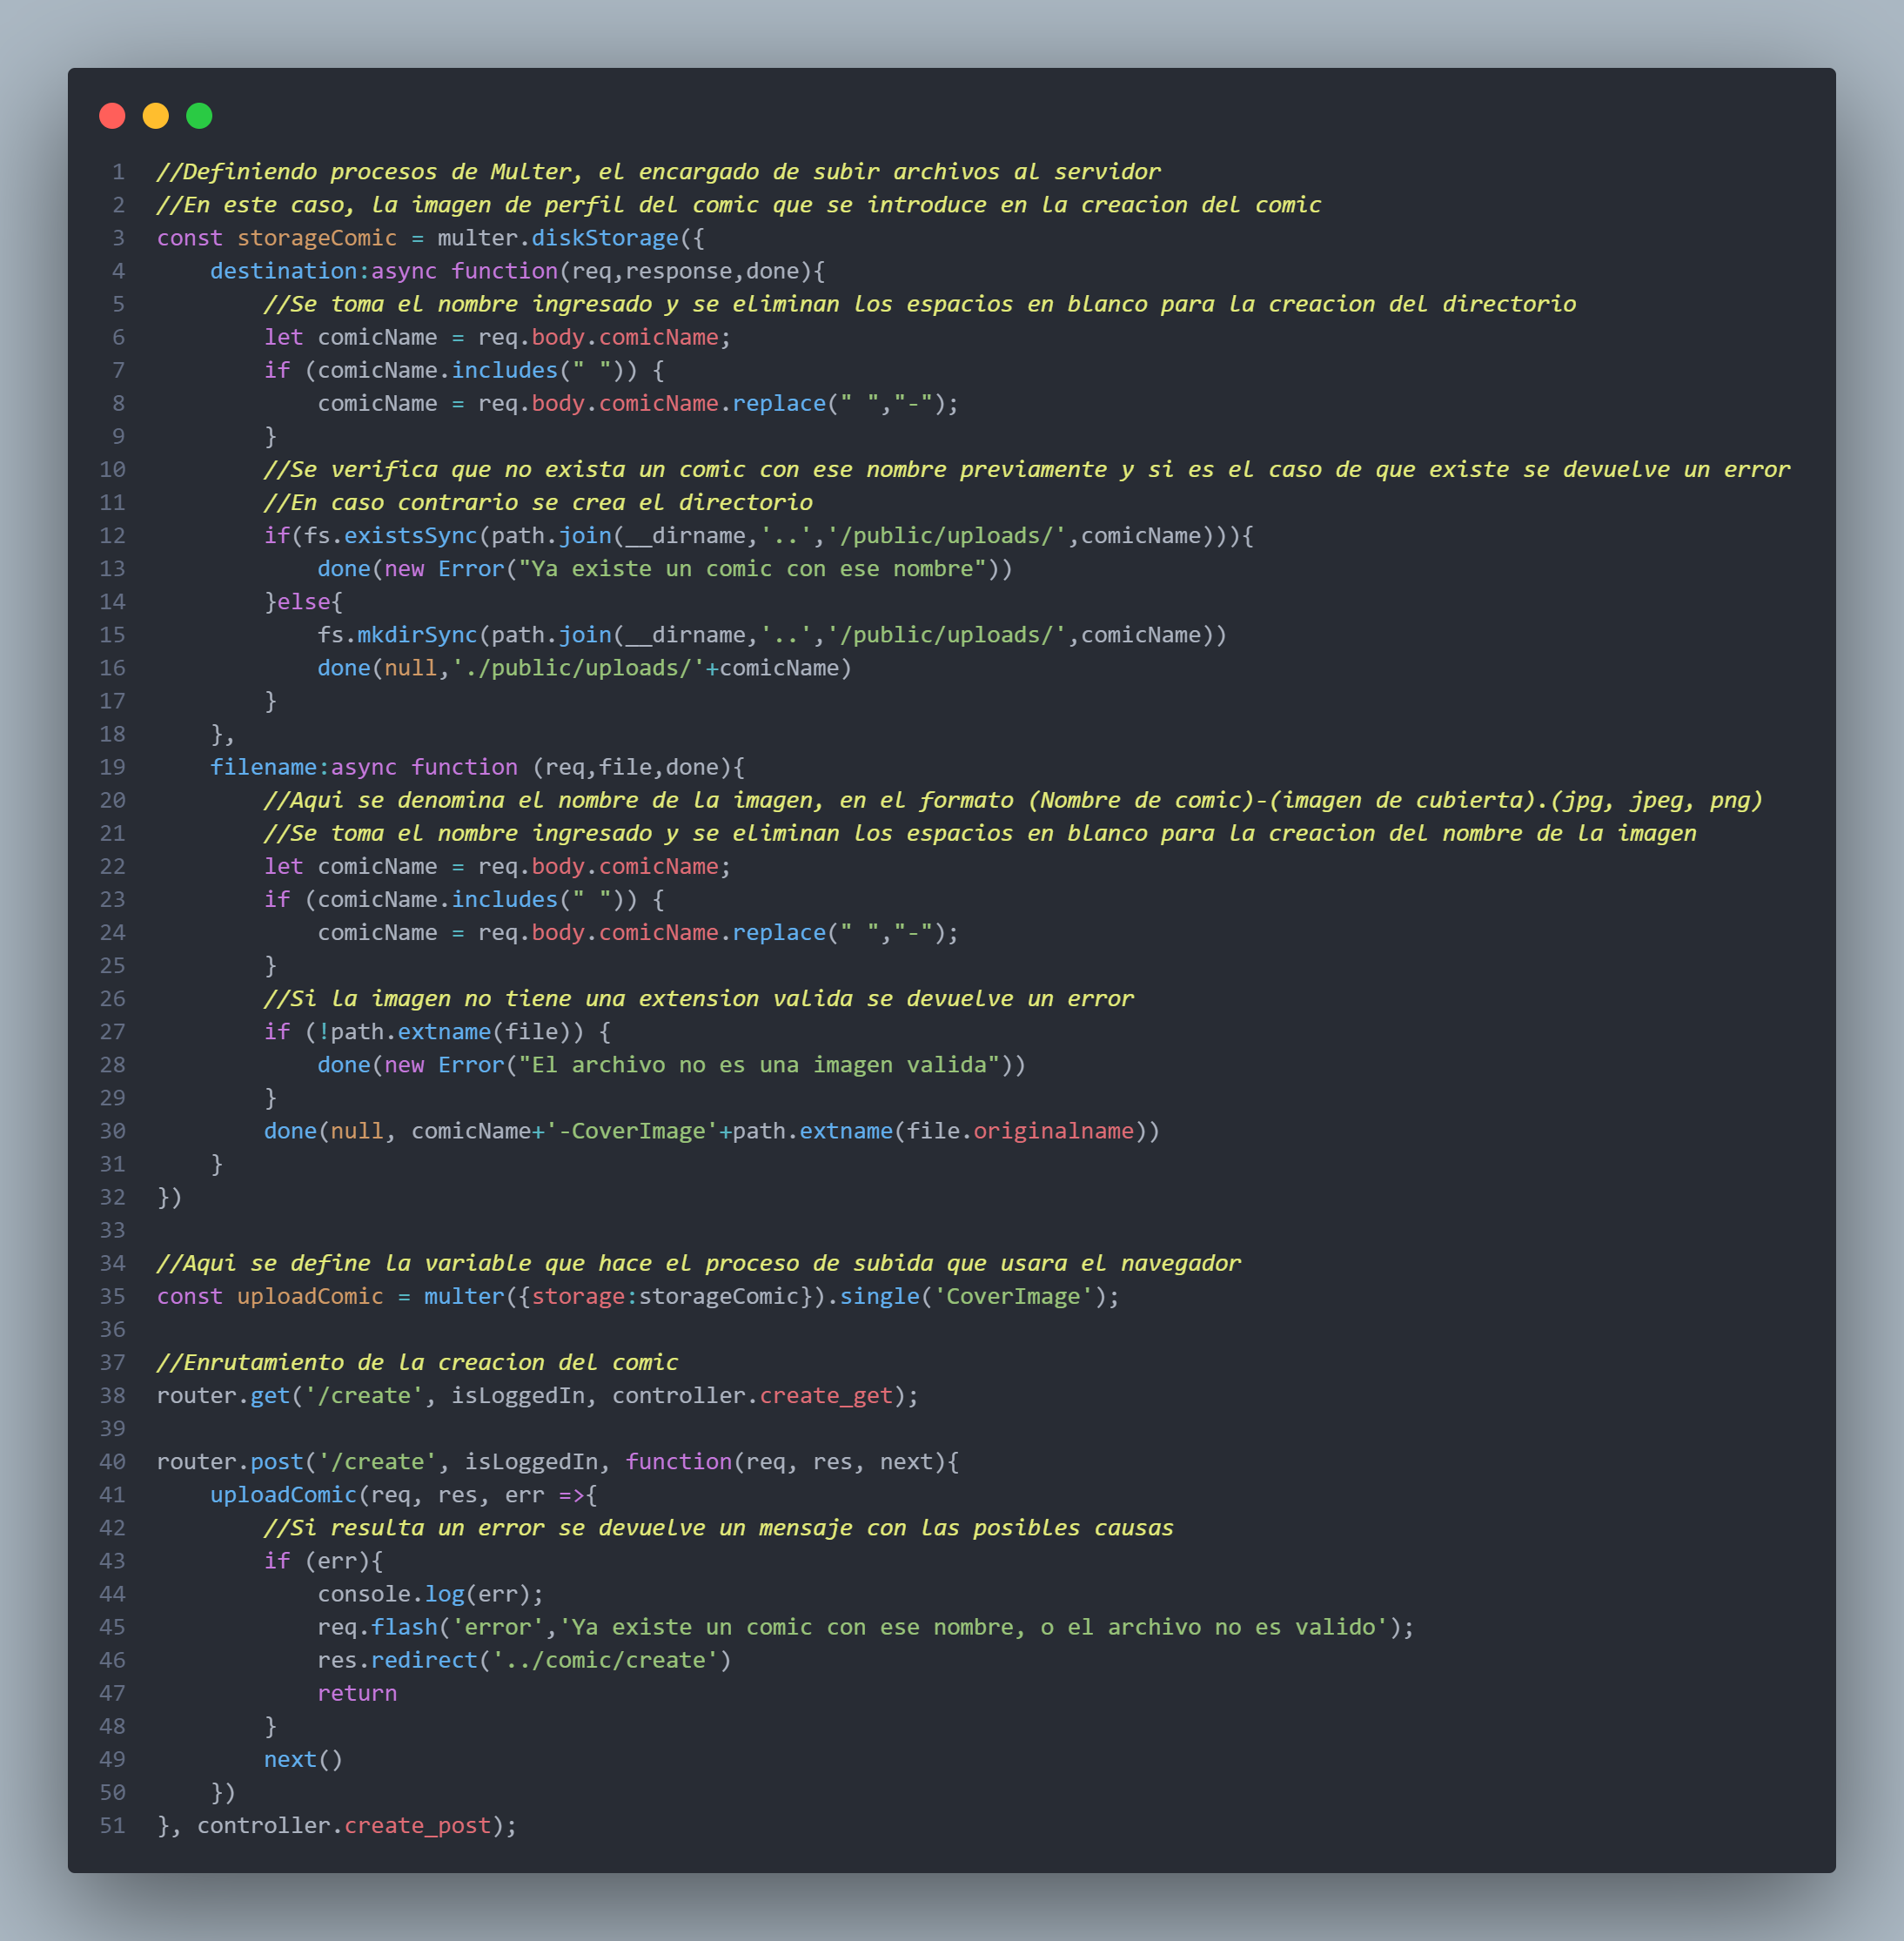 1 //Definiendo procesos de Multer, el encargado de subir archivos al servidor
2 //En este caso, la imagen de perfil del comic que se introduce en la creacion del comic
3 const storageComic = multer.diskStorage({
4     destination:async function(req,response,done){
5         //Se toma el nombre ingresado y se eliminan los espacios en blanco para la creacion del directorio
6         let comicName = req.body.comicName;
7         if (comicName.includes(" ")) {
8             comicName = req.body.comicName.replace(" ","-");
9         }
10         //Se verifica que no exista un comic con ese nombre previamente y si es el caso de que existe se devuelve un error
11         //En caso contrario se crea el directorio
12         if(fs.existsSync(path.join(__dirname,'..','/public/uploads/',comicName))){
13             done(new Error("Ya existe un comic con ese nombre"))
14         }else{
15             fs.mkdirSync(path.join(__dirname,'..','/public/uploads/',comicName))
16             done(null,'./public/uploads/'+comicName)
17         }
18     },
19     filename:async function (req,file,done){
20         //Aqui se denomina el nombre de la imagen, en el formato (Nombre de comic)-(imagen de cubierta).(jpg, jpeg, png)
21         //Se toma el nombre ingresado y se eliminan los espacios en blanco para la creacion del nombre de la imagen
22         let comicName = req.body.comicName;
23         if (comicName.includes(" ")) {
24             comicName = req.body.comicName.replace(" ","-");
25         }
26         //Si la imagen no tiene una extension valida se devuelve un error
27         if (!path.extname(file)) {
28             done(new Error("El archivo no es una imagen valida"))
29         }
30         done(null, comicName+'-CoverImage'+path.extname(file.originalname))
31     }
32 })
33
34 //Aqui se define la variable que hace el proceso de subida que usara el navegador
35 const uploadComic = multer({storage:storageComic}).single('CoverImage');
36
37 //Enrutamiento de la creacion del comic
38 router.get('/create', isLoggedIn, controller.create_get);
39
40 router.post('/create', isLoggedIn, function(req, res, next){
41     uploadComic(req, res, err =>{
42         //Si resulta un error se devuelve un mensaje con las posibles causas
43         if (err){
44             console.log(err);
45             req.flash('error','Ya existe un comic con ese nombre, o el archivo no es valido');
46             res.redirect('../comic/create')
47             return
48         }
49         next()
50     })
51 }, controller.create_post);